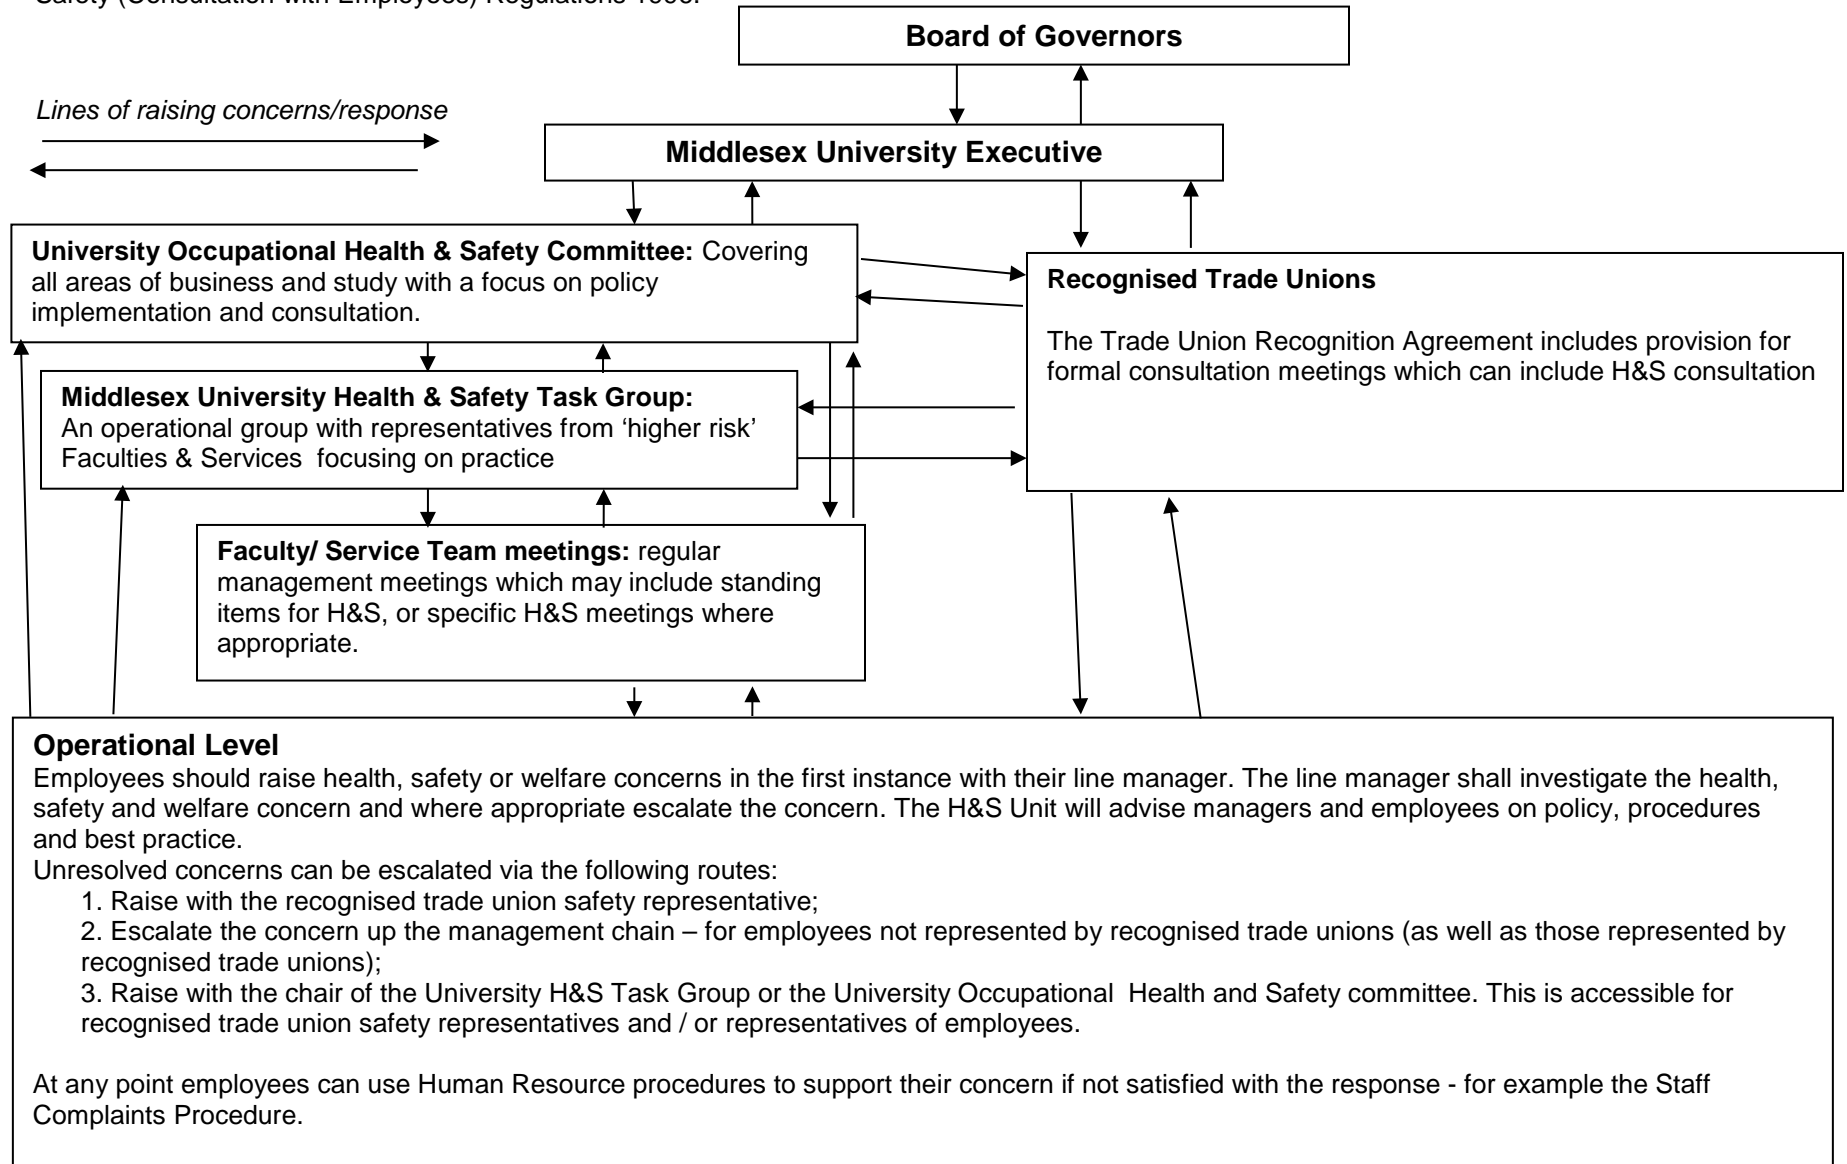 Safety (Consultation with Employees) Regulations 1996.
Board of Governors
Lines of raising concerns/response
Middlesex University Executive
University Occupational Health & Safety Committee: Covering
all areas of business and study with a focus on policy
implementation and consultation.
Recognised Trade Unions
The Trade Union Recognition Agreement includes provision for
formal consultation meetings which can include H&S consultation
Middlesex University Health & Safety Task Group:
An operational group with representatives from ‘higher risk’
Faculties & Services  focusing on practice
Faculty/ Service Team meetings: regular
management meetings which may include standing
items for H&S, or specific H&S meetings where
appropriate.
Operational Level
Employees should raise health, safety or welfare concerns in the first instance with their line manager. The line manager shall investigate the health,
safety and welfare concern and where appropriate escalate the concern. The H&S Unit will advise managers and employees on policy, procedures
and best practice.
Unresolved concerns can be escalated via the following routes:
1. Raise with the recognised trade union safety representative;
2. Escalate the concern up the management chain – for employees not represented by recognised trade unions (as well as those represented by
recognised trade unions);
3. Raise with the chair of the University H&S Task Group or the University Occupational  Health and Safety committee. This is accessible for
recognised trade union safety representatives and / or representatives of employees.
At any point employees can use Human Resource procedures to support their concern if not satisfied with the response - for example the Staff
Complaints Procedure.